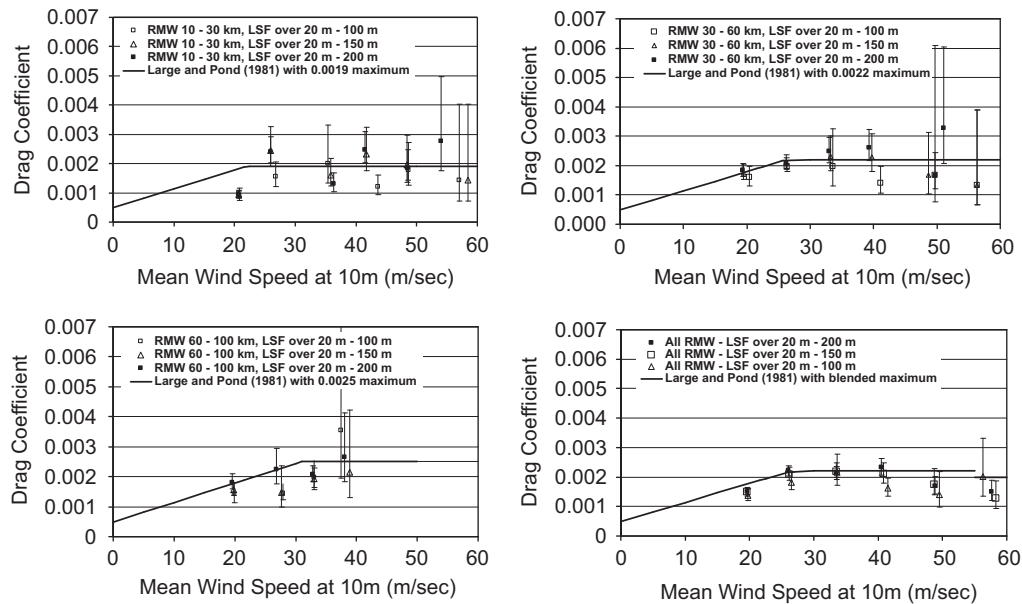 0.007
0.006
0.005
0.004
0.003
0.002
0.001
0
Drag Coefficient
RMW 10 - 30 km, LSF over 20 m - 100 m
RMW 10 - 30 km, LSF over 20 m - 150 m
RMW 10 - 30 km, LSF over 20 m - 200 m
Large and Pond (1981) with 0.0019 maximum
0 10 20 30 40 50 60
Mean Wind Speed at 10m (m/sec)
0.007
0.006
0.005
0.004
0.003
0.002
0.001
0.000
Drag Coefficient
RMW 30 - 60 km, LSF over 20 m - 100 m
RMW 30 - 60 km, LSF over 20 m - 150 m
RMW 30 - 60 km, LSF over 20 m - 200 m
Large and Pond (1981) with 0.0022 maximum
0 10 20 30 40 50 60
Mean Wind Speed at 10m (m/sec)
0.007
0.006
0.005
0.004
0.003
0.002
0.001
0
Drag Coefficient
RMW 60 - 100 km, LSF over 20 m - 100 m
RMW 60 - 100 km, LSF over 20 m - 150 m
RMW 60 - 100 km, LSF over 20 m - 200 m
Large and Pond (1981) with 0.0025 maximum
0 10 20 30 40 50 60
Mean Wind Speed at 10m (m/sec)
0.007
0.006
0.005
0.004
0.003
0.002
0.001
0
Drag Coefficient
All RMW - LSF over 20 m - 200 m
All RMW - LSF over 20 m - 150 m
All RMW - LSF over 20 m - 100 m
Large and Pond (1981) with blended maximum
0 10 20 30 40 50 60
Mean Wind Speed at 10m (m/sec)